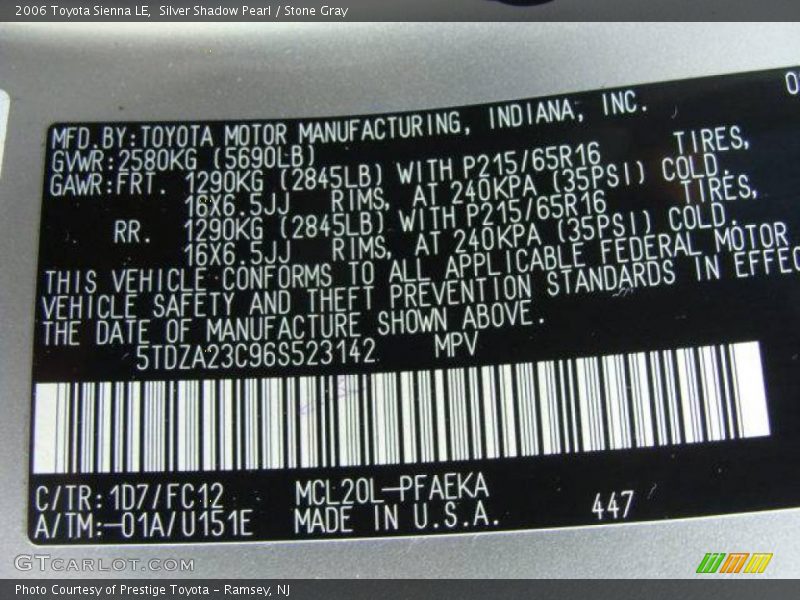 2006 Toyota Sienna LE,  Silver Shadow Pearl / Stone Gray
MFD.BY:TOYOTA MOTOR MANUFACTURING, INDIANA, INC.
GVWR:2580KG (5690LB)
GAWR:FRT. 1290KG (2845LB) WITH P215/65R16 TIRES,
16X6.5JJ RIMS, AT 240KPA (35PSI) COLD.
RR. 1290KG (2845LB) WITH P215/65R16 TIRES,
16X6.5JJ RIMS, AT 240KPA (35PSI) COLD.
THIS VEHICLE CONFORMS TO ALL APPLICABLE FEDERAL MOTOR
VEHICLE SAFETY AND THEFT PREVENTION STANDARDS IN EFFEC
THE DATE OF MANUFACTURE SHOWN ABOVE.
5TDZA23C96S523142 MPV
C/TR:1D7/FC12 MCL20L-PFAEKA
A/TM:-01A/U151E MADE IN U.S.A. 447
GTCARLOT.COM
Photo Courtesy of Prestige Toyota - Ramsey, NJ